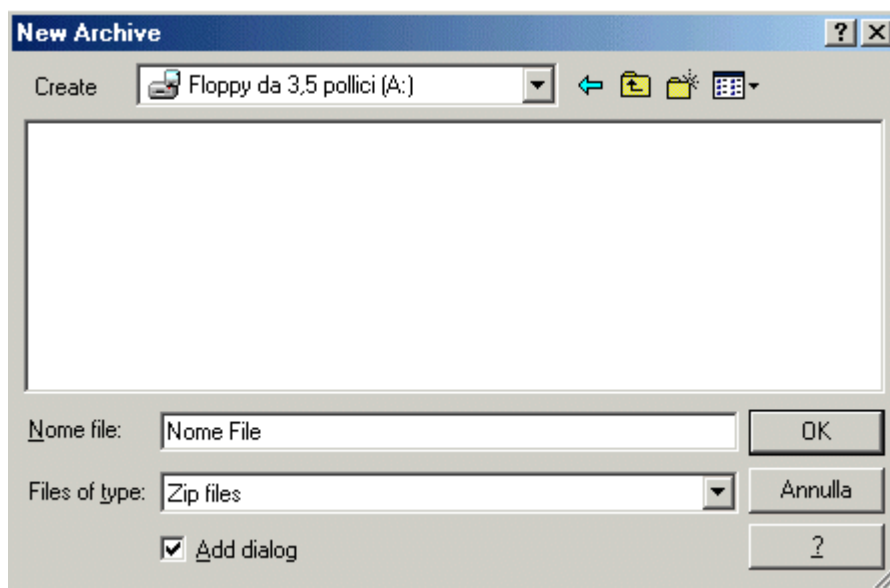 New Archive
Create
Floppy da 3,5 pollici (A:)
Nome file:
Nome File
OK
Files of type:
Zip files
Annulla
Add dialog
?